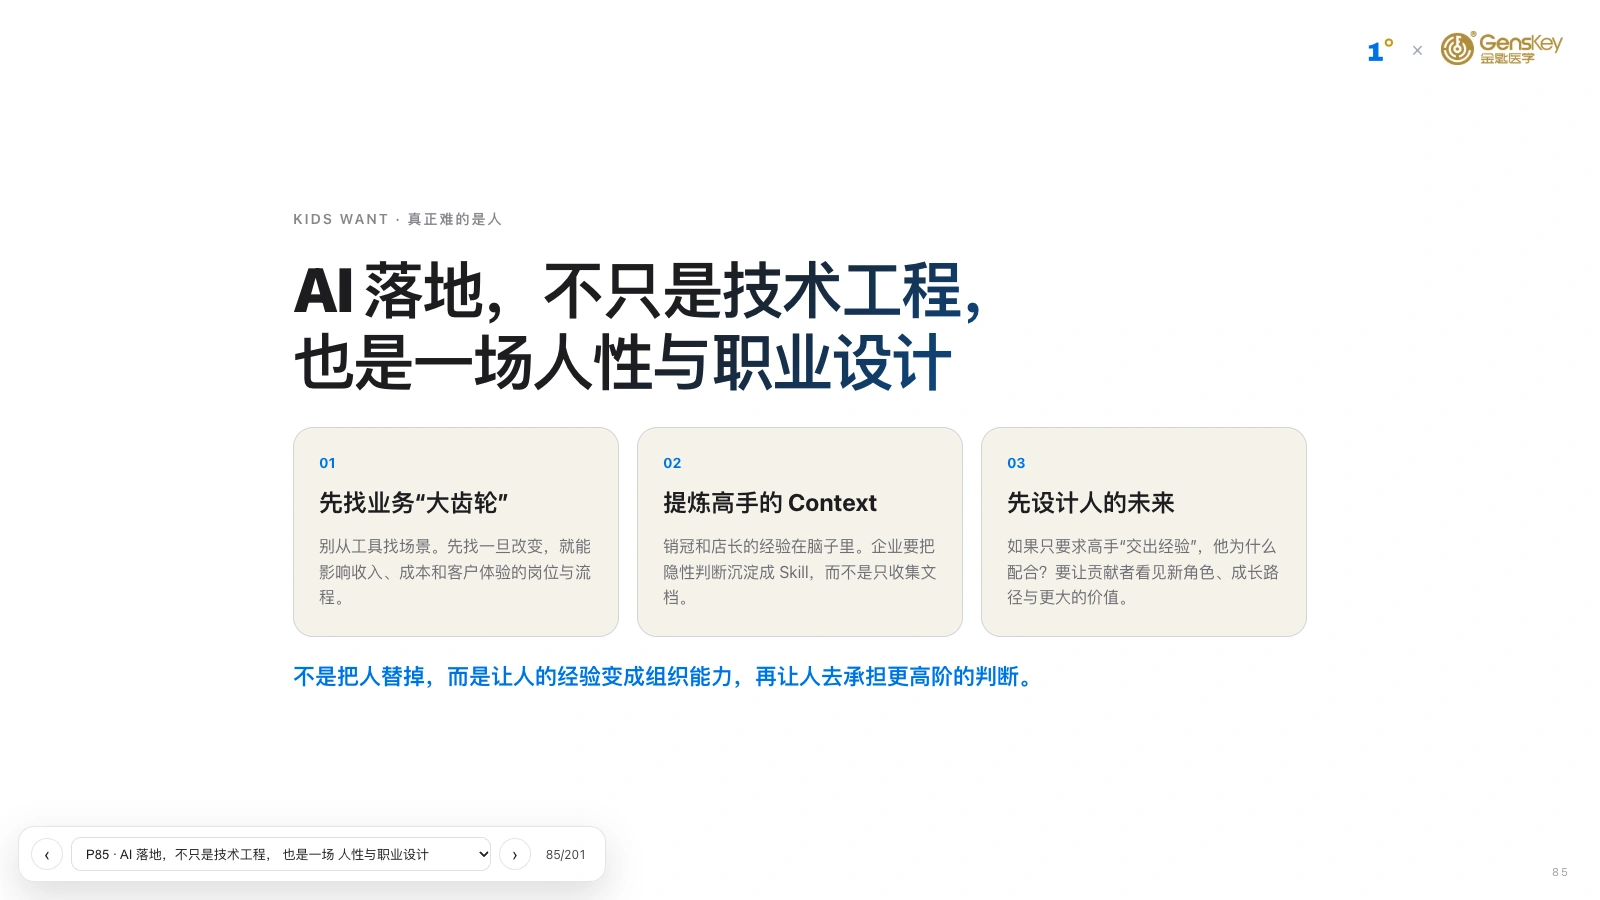 1°
×
GensKey®
金匙医学
KIDS WANT · 真正难的是人
AI 落地，不只是技术工程，
也是一场人性与职业设计
01
先找业务“大齿轮”
别从工具找场景。先找一旦改变，就能
影响收入、成本和客户体验的岗位与流
程。
02
提炼高手的 Context
销冠和店长的经验在脑子里。企业要把
隐性判断沉淀成 Skill，而不是只收集文
档。
03
先设计人的未来
如果只要求高手“交出经验”，他为什么
配合？要让贡献者看见新角色、成长路
径与更大的价值。
不是把人替掉，而是让人的经验变成组织能力，再让人去承担更高阶的判断。
‹
P85 · AI 落地，不只是技术工程， 也是一场 人性与职业设计
›
85/201
85